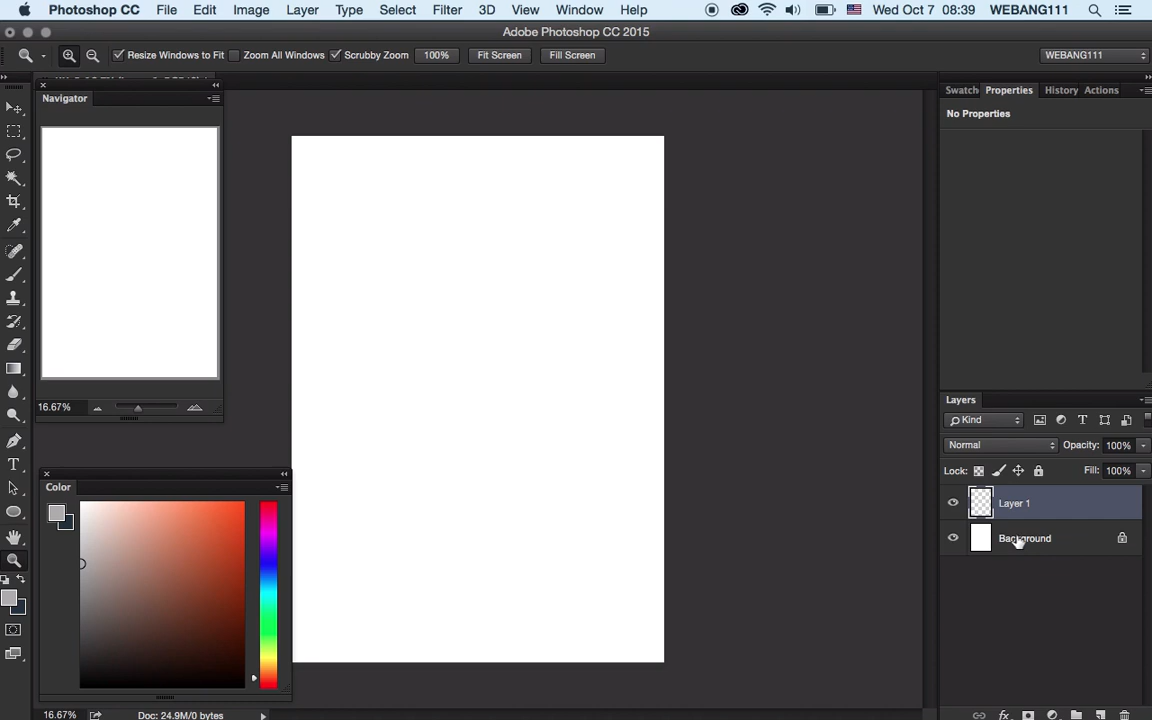 Photoshop CC File Edit Image Layer Type Select Filter 3D View Window Help Wed Oct 7 08:39 WEBANG111
Adobe Photoshop CC 2015
Resize Windows to Fit Zoom All Windows Scrubby Zoom 100% Fit Screen Fill Screen WEBANG111
Navigator
Swatch Properties History Actions
No Properties
16.67%
Layers
Kind
Normal Opacity: 100%
Lock: Fill: 100%
Color
Layer 1
Background
16.67% Doc: 24.9M/0 bytes